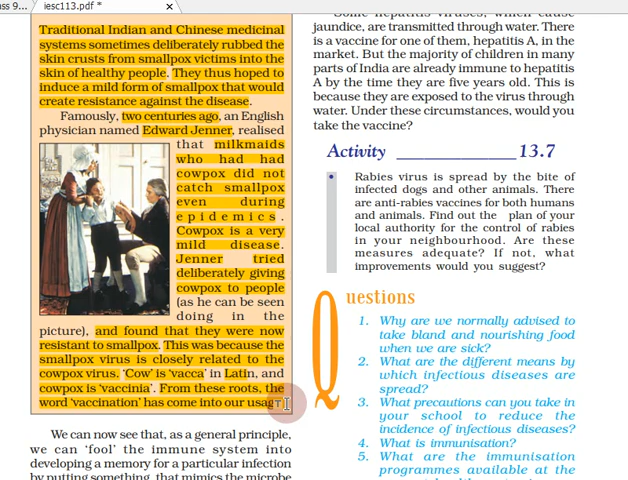 ss 9...
iesc113.pdf *
Traditional Indian and Chinese medicinal
systems sometimes deliberately rubbed the
skin crusts from smallpox victims into the
skin of healthy people. They thus hoped to
induce a mild form of smallpox that would
create resistance against the disease.
Famously, two centuries ago, an English
physician named Edward Jenner, realised
that milkmaids
who had had
cowpox did not
catch smallpox
even during
epidemics.
Cowpox is a very
mild disease.
Jenner tried
deliberately giving
cowpox to people
(as he can be seen
doing in the
picture), and found that they were now
resistant to smallpox. This was because the
smallpox virus is closely related to the
cowpox virus. 'Cow' is 'vacca' in Latin, and
cowpox is 'vaccinia'. From these roots, the
word 'vaccination' has come into our usag
We can now see that, as a general principle,
we can 'fool' the immune system into
developing a memory for a particular infection
by putting something, that mimics the microbe
Some hepatitis viruses, which cause
jaundice, are transmitted through water. There
is a vaccine for one of them, hepatitis A, in the
market. But the majority of children in many
parts of India are already immune to hepatitis
A by the time they are five years old. This is
because they are exposed to the virus through
water. Under these circumstances, would you
take the vaccine?
Activity ______________ 13.7
• Rabies virus is spread by the bite of
infected dogs and other animals. There
are anti-rabies vaccines for both humans
and animals. Find out the plan of your
local authority for the control of rabies
in your neighbourhood. Are these
measures adequate? If not, what
improvements would you suggest?
Questions
1. Why are we normally advised to
take bland and nourishing food
when we are sick?
2. What are the different means by
which infectious diseases are
spread?
3. What precautions can you take in
your school to reduce the
incidence of infectious diseases?
4. What is immunisation?
5. What are the immunisation
programmes available at the